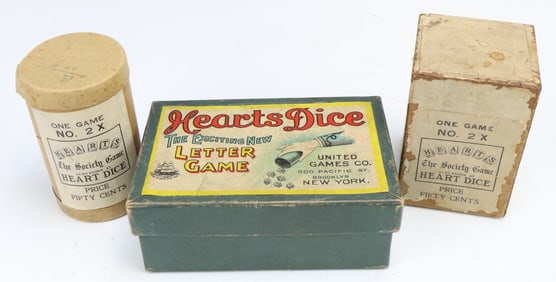 ONE GAME
NO. 2 X
HEARTS
The Society Game
HEART DICE
PRICE
FIFTY CENTS
Hearts Dice
THE EXCITING NEW
LETTER
GAME
UNITED
GAMES CO.
500 PACIFIC ST.
BROOKLYN
NEW YORK.
ONE GAME
NO. 2 X
HEARTS
The Society Game
HEART DICE
PRICE
FIFTY CENTS